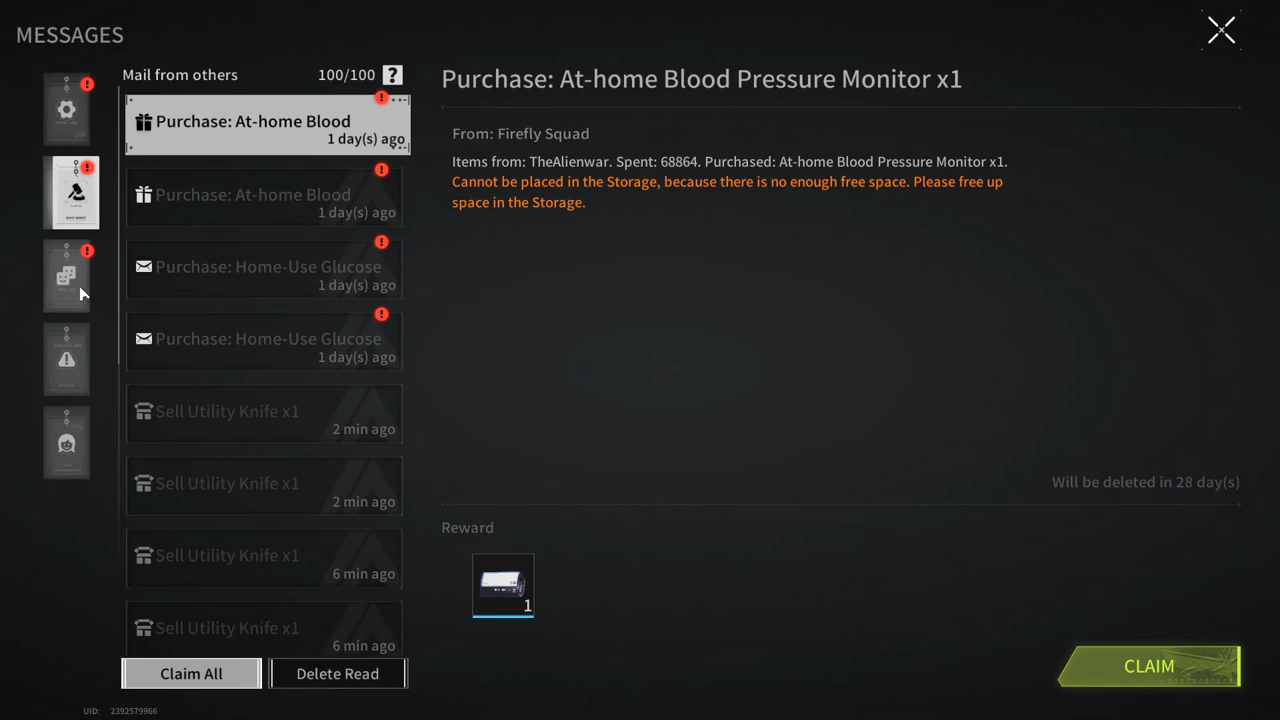 MESSAGES
Mail from others 100/100 ?
Purchase: At-home Blood
1 day(s) ago
Purchase: At-home Blood
1 day(s) ago
Purchase: Home-Use Glucose
1 day(s) ago
Purchase: Home-Use Glucose
1 day(s) ago
Sell Utility Knife x1
2 min ago
Sell Utility Knife x1
2 min ago
Sell Utility Knife x1
6 min ago
Sell Utility Knife x1
6 min ago
Claim All
Delete Read
Purchase: At-home Blood Pressure Monitor x1
From: Firefly Squad
Items from: TheAlienwar. Spent: 68864. Purchased: At-home Blood Pressure Monitor x1.
Cannot be placed in the Storage, because there is no enough free space. Please free up
space in the Storage.
Will be deleted in 28 day(s)
Reward
1
CLAIM
UID: 2392579966